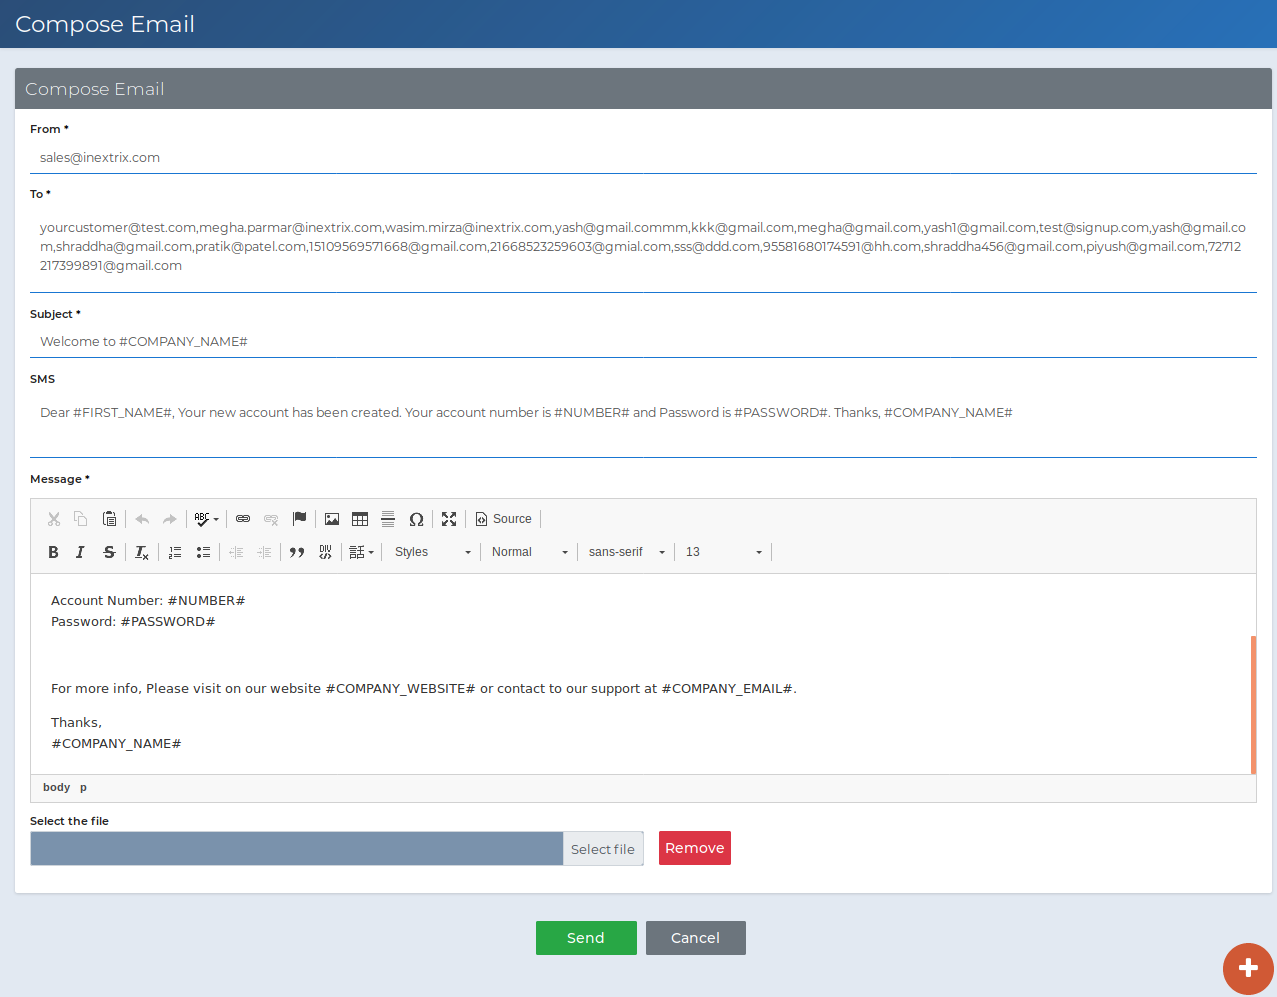 Compose Email
Compose Email
From *
sales@inextrix.com
To *
yourcustomer@test.com,megha.parmar@inextrix.com,wasim.mirza@inextrix.com,yash@gmail.commm,kkk@gmail.com,megha@gmail.com,yash1@gmail.com,test@signup.com,yash@gmail.co
m,shraddha@gmail.com,pratik@patel.com,15109569571668@gmail.com,21668523259603@gmial.com,sss@ddd.com,95581680174591@hh.com,shraddha456@gmail.com,piyush@gmail.com,72712
217399891@gmail.com
Subject *
Welcome to #COMPANY_NAME#
SMS
Dear #FIRST_NAME#, Your new account has been created. Your account number is #NUMBER# and Password is #PASSWORD#. Thanks, #COMPANY_NAME#
Message *
ABC Ω Source
B I S Tx DIV Styles Normal sans-serif 13
Account Number: #NUMBER#
Password: #PASSWORD#
For more info, Please visit on our website #COMPANY_WEBSITE# or contact to our support at #COMPANY_EMAIL#.
Thanks,
#COMPANY_NAME#
body p
Select the file
Select file Remove
Send Cancel